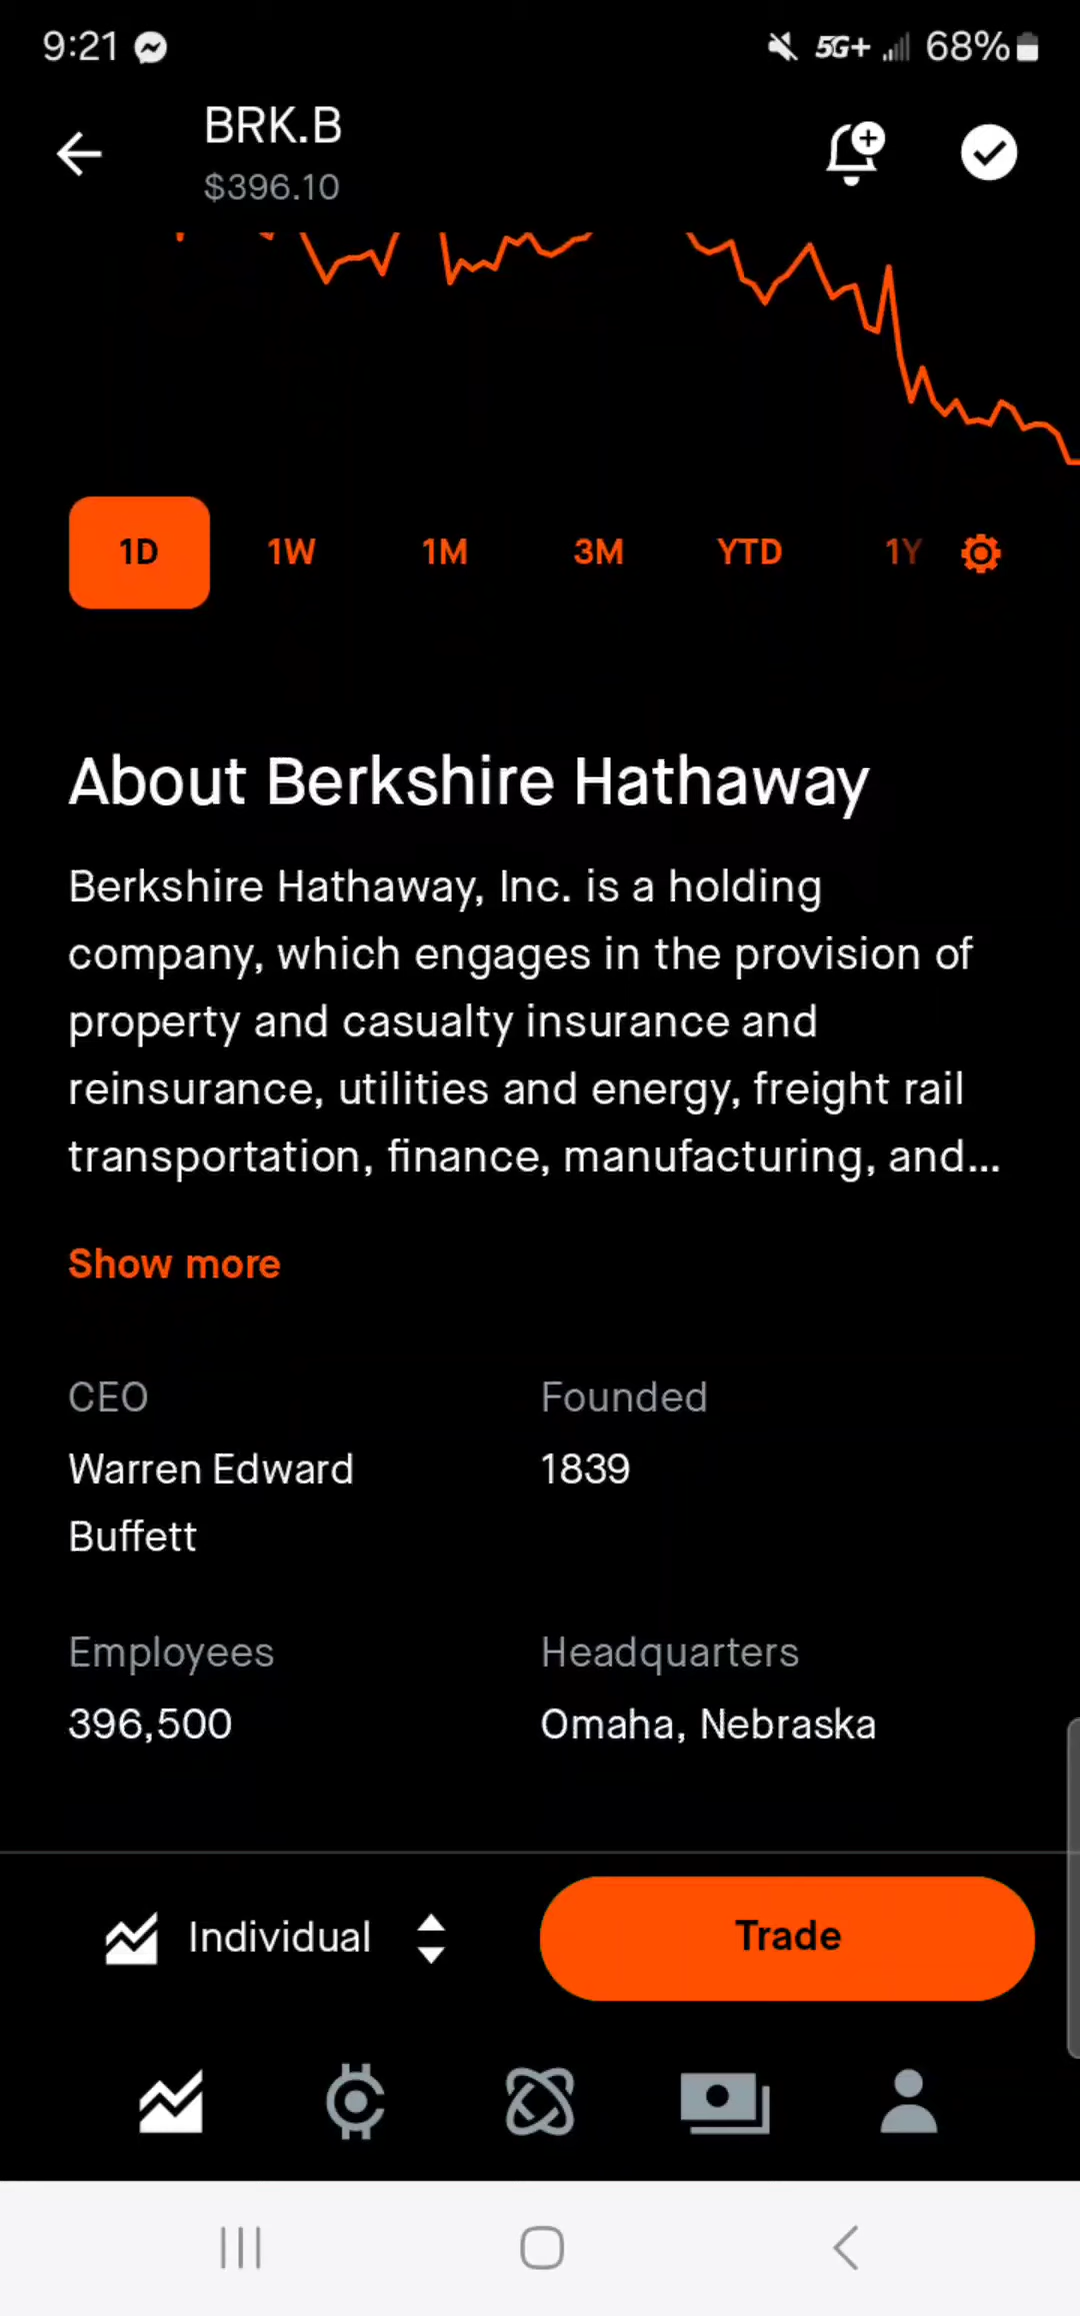 9:21
5G+
68%
BRK.B
$396.10
1D 1W 1M 3M YTD 1Y
About Berkshire Hathaway
Berkshire Hathaway, Inc. is a holding
company, which engages in the provision of
property and casualty insurance and
reinsurance, utilities and energy, freight rail
transportation, finance, manufacturing, and...
Show more
CEO
Warren Edward
Buffett
Founded
1839
Employees
396,500
Headquarters
Omaha, Nebraska
Individual
Trade